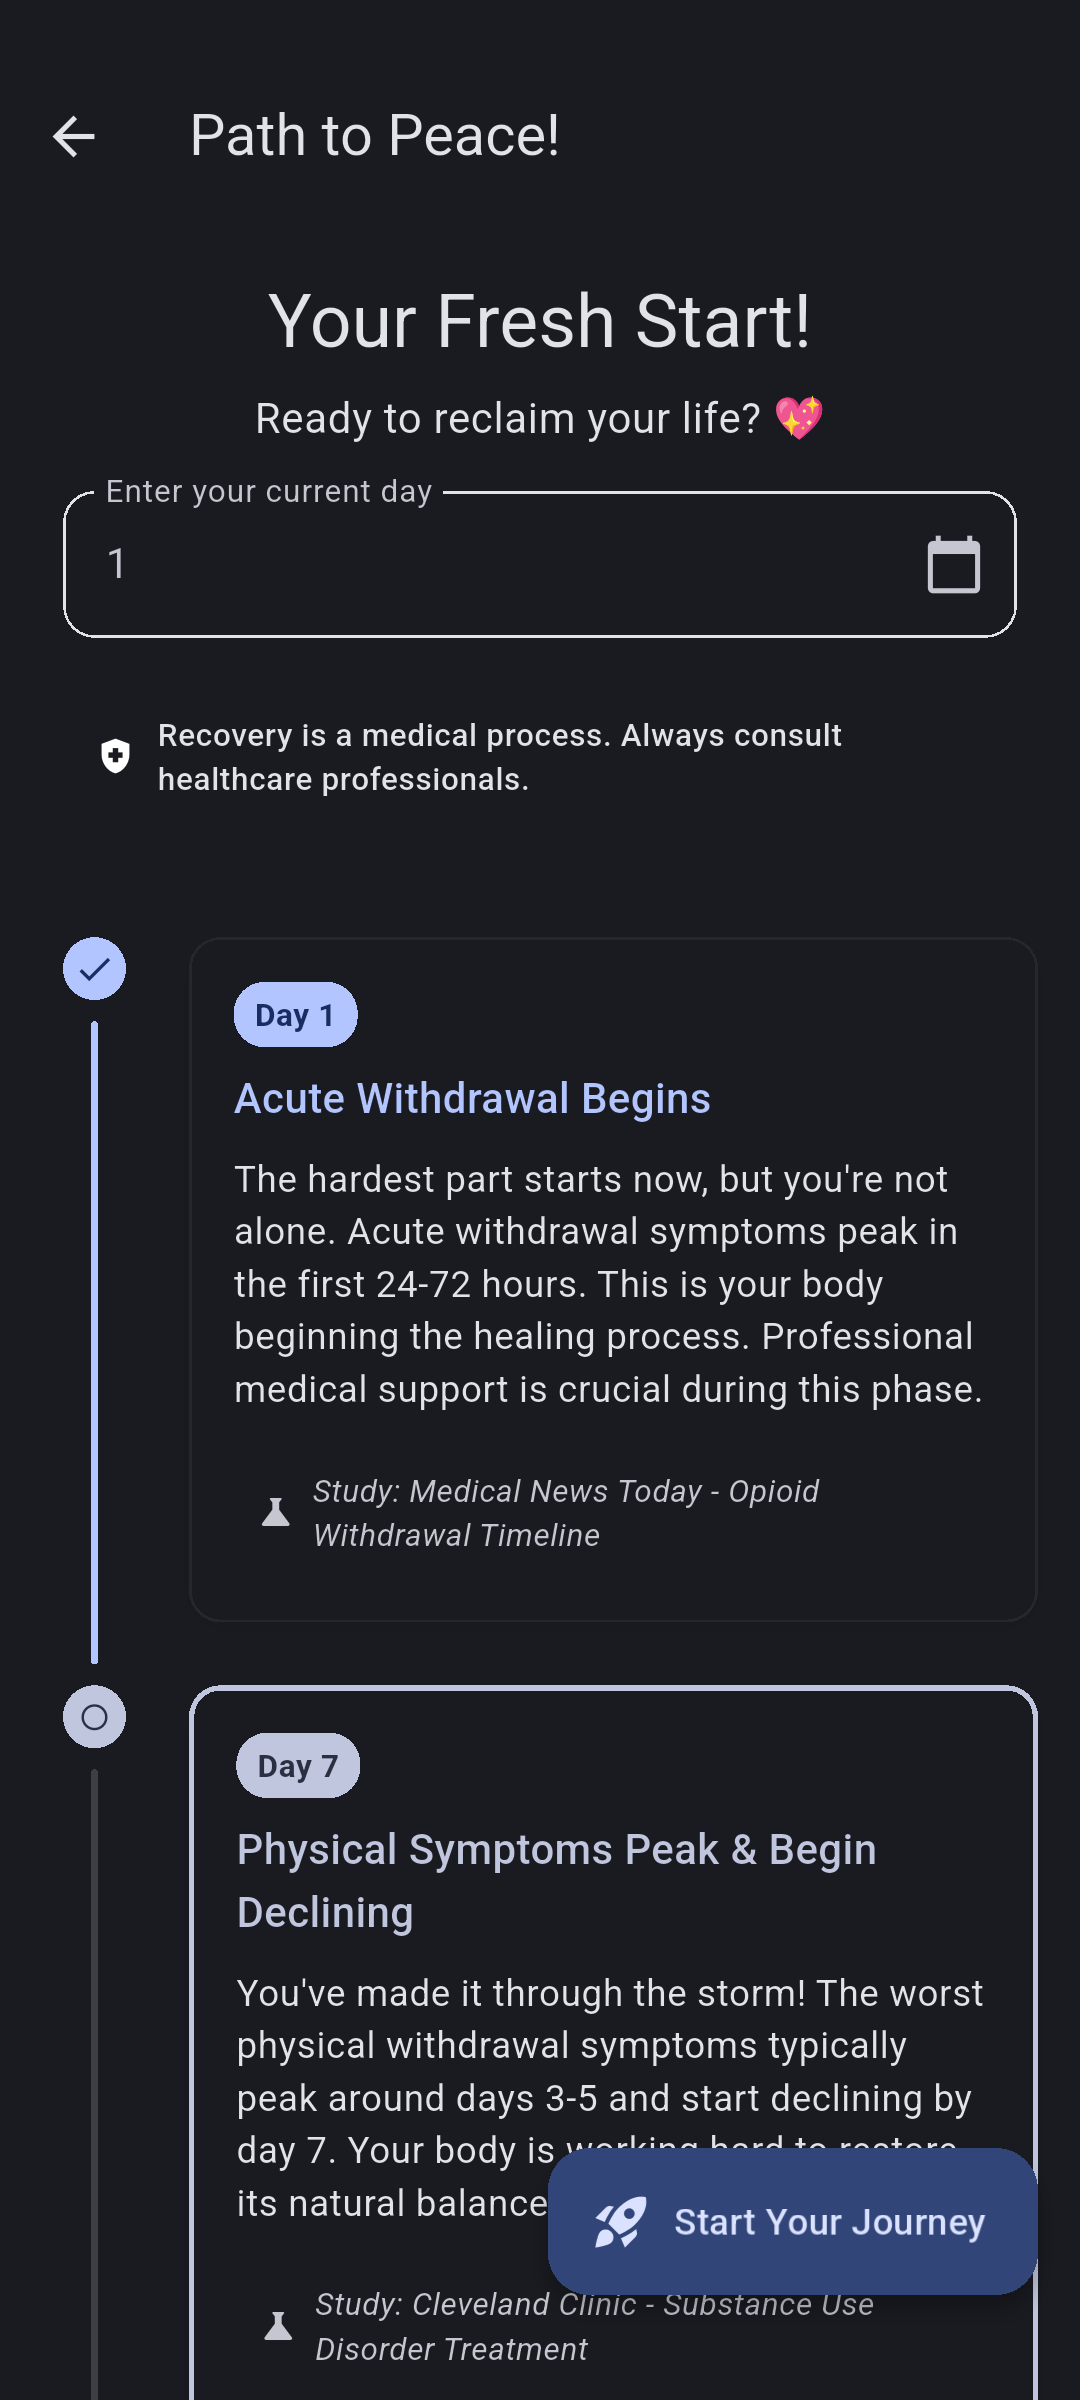 Path to Peace!
Your Fresh Start!
Ready to reclaim your life? 💖
Enter your current day
1
Recovery is a medical process. Always consult
healthcare professionals.
Day 1
Acute Withdrawal Begins
The hardest part starts now, but you're not
alone. Acute withdrawal symptoms peak in
the first 24-72 hours. This is your body
beginning the healing process. Professional
medical support is crucial during this phase.
Study: Medical News Today - Opioid
Withdrawal Timeline
Day 7
Physical Symptoms Peak & Begin
Declining
You've made it through the storm! The worst
physical withdrawal symptoms typically
peak around days 3-5 and start declining by
day 7. Your body is working hard to restore
its natural balance
Start Your Journey
Study: Cleveland Clinic - Substance Use
Disorder Treatment